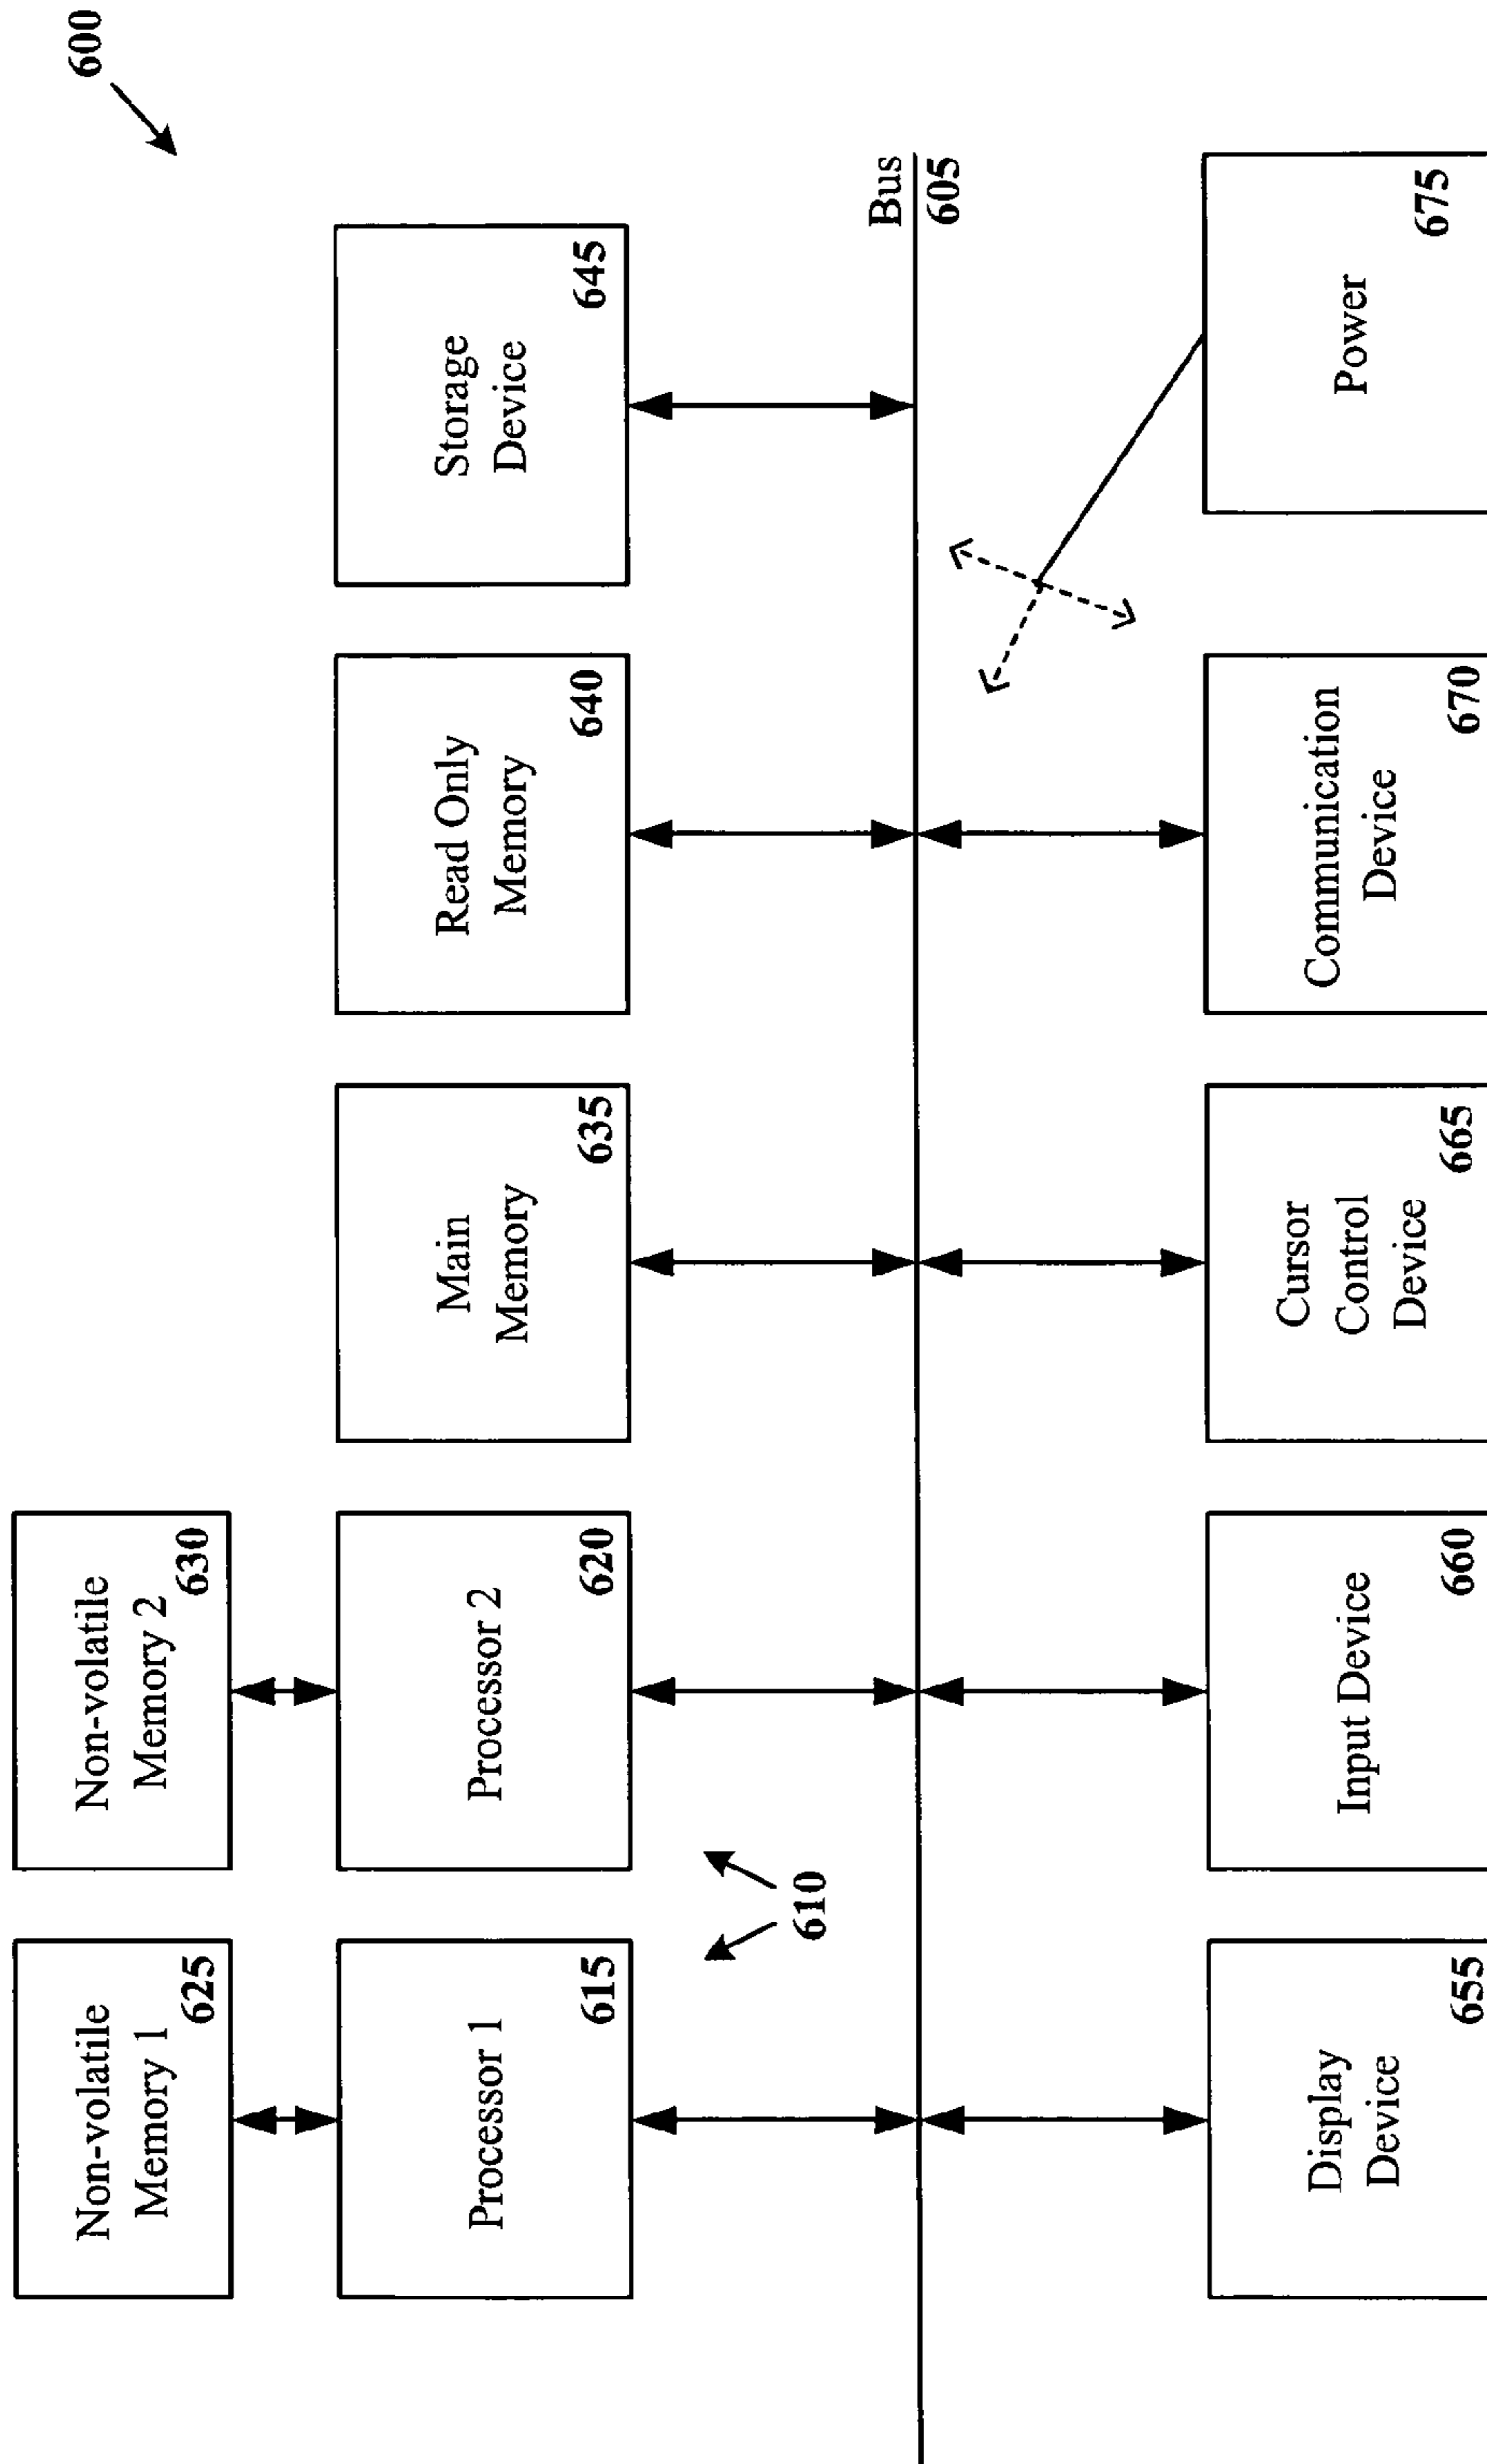 600
Non-volatile
Memory 1
625
Non-volatile
Memory 2
630
Processor 1
615
Processor 2
620
Main
Memory
635
Read Only
Memory
640
Storage
Device
645
610
Bus
605
Display
Device
655
Input Device
660
Cursor
Control
Device
665
Communication
Device
670
Power
675